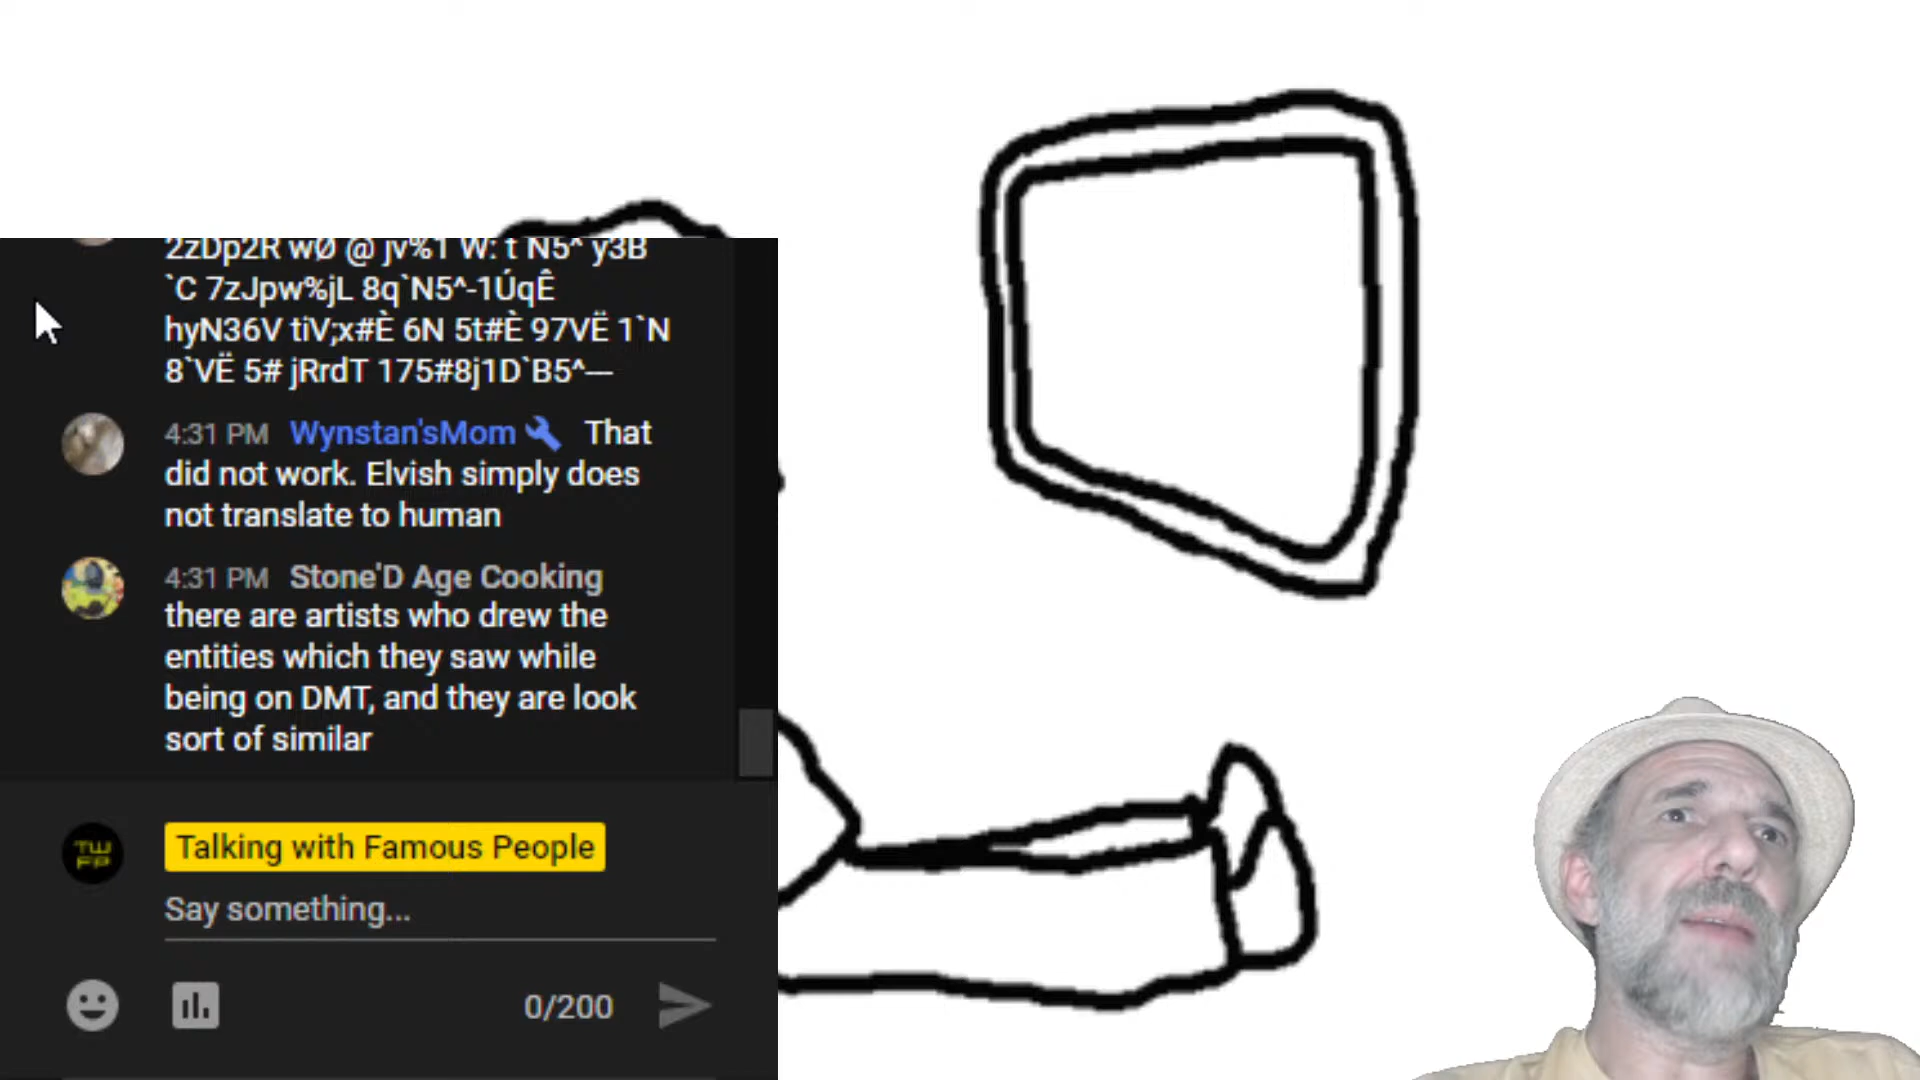 2zDp2R wØ @ jv%1 W: t N5^ y3B
`C 7zJpw%jL 8q`N5^-1ÚqÊ
hyN36V tiV;x#È 6N 5t#È 97VË 1`N
8`VË 5# jRrdT 175#8j1D`B5^---
4:31 PM Wynstan'sMom That
did not work. Elvish simply does
not translate to human
4:31 PM Stone'D Age Cooking
there are artists who drew the
entities which they saw while
being on DMT, and they are look
sort of similar
TW
FP
Talking with Famous People
Say something...
0/200